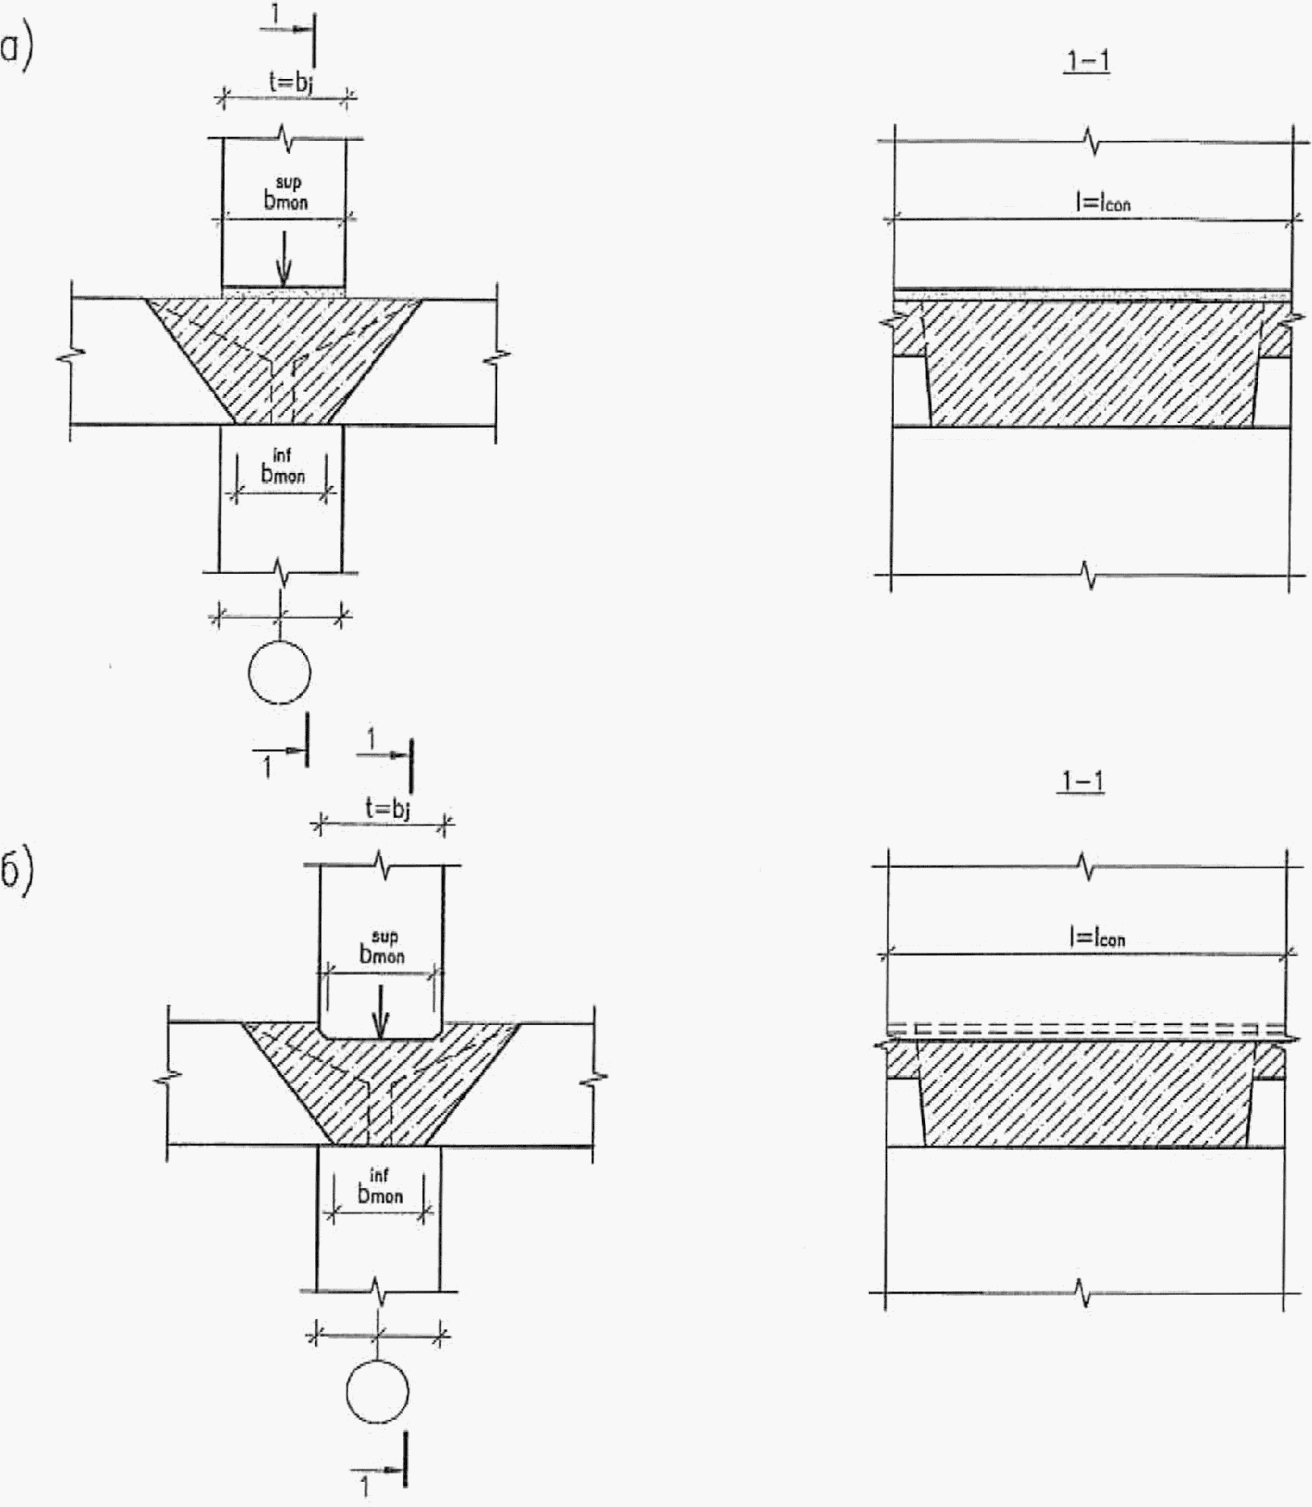 а)
1
t=bj
sup
bmon
inf
bmon
1
1-1
l=lcon
б)
1
t=bj
sup
bmon
inf
bmon
1
1-1
l=lcon